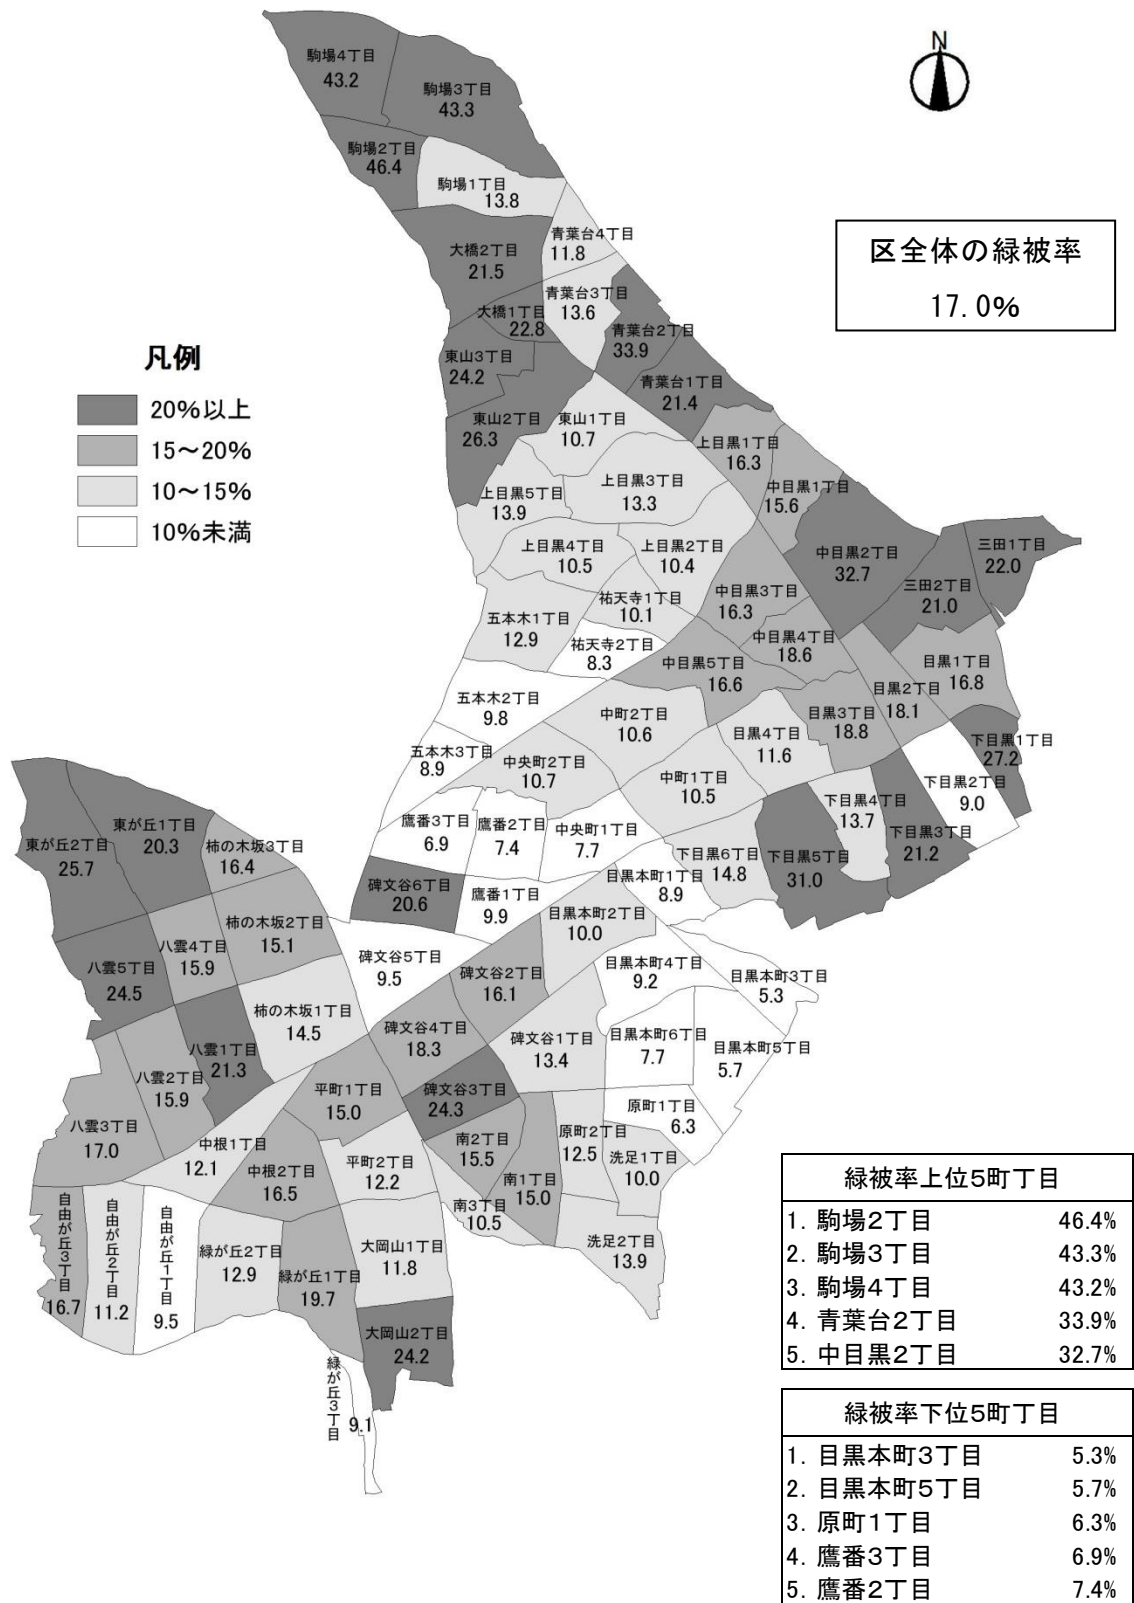 N
駒場4丁目
43.2
駒場3丁目
43.3
駒場2丁目
46.4
駒場1丁目
13.8
青葉台4丁目
11.8
大橋2丁目
21.5
区全体の緑被率
17.0%
青葉台3丁目
13.6
大橋1丁目
22.8
青葉台2丁目
33.9
東山3丁目
24.2
青葉台1丁目
21.4
凡例
20%以上
15～20%
10～15%
10%未満
東山2丁目
26.3
東山1丁目
10.7
上目黒1丁目
16.3
上目黒3丁目
13.3
中目黒1丁目
15.6
上目黒5丁目
13.9
上目黒4丁目
10.5
上目黒2丁目
10.4
中目黒2丁目
32.7
三田1丁目
22.0
三田2丁目
21.0
中目黒3丁目
16.3
祐天寺1丁目
10.1
五本木1丁目
12.9
祐天寺2丁目
8.3
中目黒4丁目
18.6
中目黒5丁目
16.6
目黒1丁目
16.8
目黒2丁目
18.1
五本木2丁目
9.8
中町2丁目
10.6
目黒3丁目
18.8
目黒4丁目
11.6
下目黒1丁目
27.2
五本木3丁目
8.9
中央町2丁目
10.7
中町1丁目
10.5
下目黒2丁目
9.0
下目黒4丁目
13.7
下目黒3丁目
21.2
東が丘1丁目
20.3
東が丘2丁目
25.7
柿の木坂3丁目
16.4
鷹番3丁目
6.9
鷹番2丁目
7.4
中央町1丁目
7.7
下目黒6丁目
14.8
下目黒5丁目
31.0
碑文谷6丁目
20.6
鷹番1丁目
9.9
目黒本町1丁目
8.9
目黒本町2丁目
10.0
柿の木坂2丁目
15.1
八雲4丁目
15.9
八雲5丁目
24.5
碑文谷5丁目
9.5
碑文谷2丁目
16.1
目黒本町4丁目
9.2
目黒本町3丁目
5.3
柿の木坂1丁目
14.5
碑文谷4丁目
18.3
碑文谷1丁目
13.4
目黒本町6丁目
7.7
目黒本町5丁目
5.7
八雲1丁目
21.3
八雲2丁目
15.9
平町1丁目
15.0
碑文谷3丁目
24.3
原町1丁目
6.3
八雲3丁目
17.0
中根1丁目
12.1
中根2丁目
16.5
平町2丁目
12.2
南2丁目
15.5
原町2丁目
12.5
洗足1丁目
10.0
南1丁目
15.0
南3丁目
10.5
自由が丘3丁目
16.7
自由が丘2丁目
11.2
自由が丘1丁目
9.5
緑が丘2丁目
12.9
緑が丘1丁目
19.7
大岡山1丁目
11.8
洗足2丁目
13.9
大岡山2丁目
24.2
緑が丘3丁目
9.1
緑被率上位5町丁目
1. 駒場2丁目 46.4%
2. 駒場3丁目 43.3%
3. 駒場4丁目 43.2%
4. 青葉台2丁目 33.9%
5. 中目黒2丁目 32.7%
緑被率下位5町丁目
1. 目黒本町3丁目 5.3%
2. 目黒本町5丁目 5.7%
3. 原町1丁目 6.3%
4. 鷹番3丁目 6.9%
5. 鷹番2丁目 7.4%